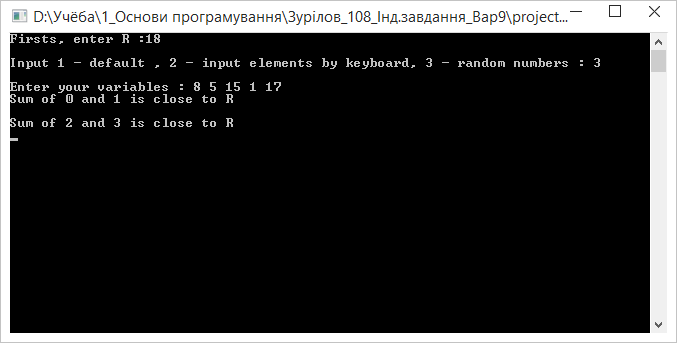 D:\Учёба\1_Основи програмування\Зурілов_108_Інд.завдання_Вар9\project...
Firsts, enter R :18
Input 1 - default , 2 - input elements by keyboard, 3 - random numbers : 3
Enter your variables : 8 5 15 1 17
Sum of 0 and 1 is close to R
Sum of 2 and 3 is close to R